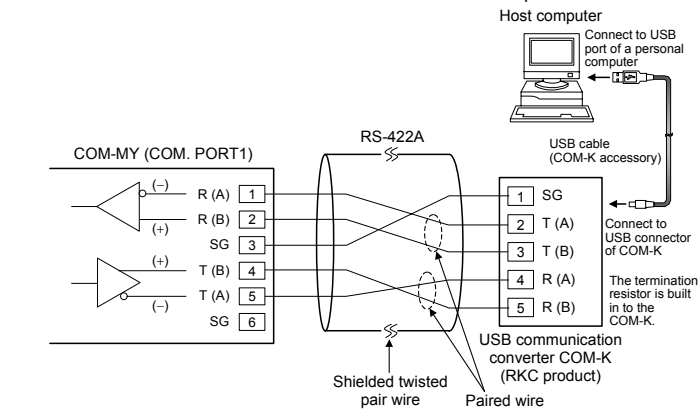 Host computer
Connect to USB
port of a personal
computer
RS-422A
COM-MY (COM. PORT1)
USB cable
(COM-K accessory)
(−)
R (A) 1
R (B) 2
(+)
SG 3
(+)
T (B) 4
T (A) 5
(−)
SG 6
1 SG
2 T (A)
3 T (B)
4 R (A)
5 R (B)
Connect to
USB connector
of COM-K
The termination
resistor is built
in to the
COM-K.
USB communication
converter COM-K
(RKC product)
Shielded twisted
pair wire
Paired wire